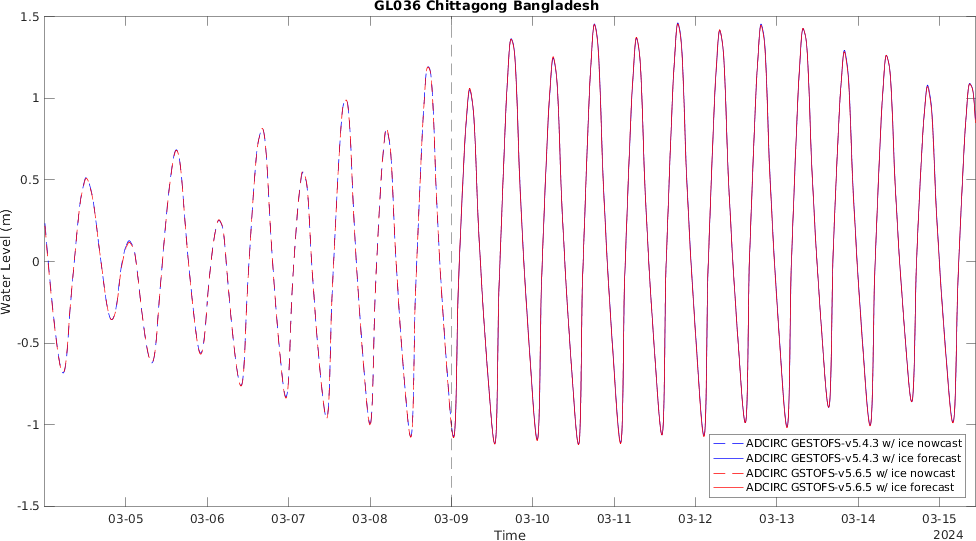 GL036 Chittagong Bangladesh
1.5
1
0.5
0
-0.5
-1
-1.5
Water Level (m)
ADCIRC GESTOFS-v5.4.3 w/ ice nowcast
ADCIRC GESTOFS-v5.4.3 w/ ice forecast
ADCIRC GSTOFS-v5.6.5 w/ ice nowcast
ADCIRC GSTOFS-v5.6.5 w/ ice forecast
03-05 03-06 03-07 03-08 03-09 03-10 03-11 03-12 03-13 03-14 03-15
Time
2024